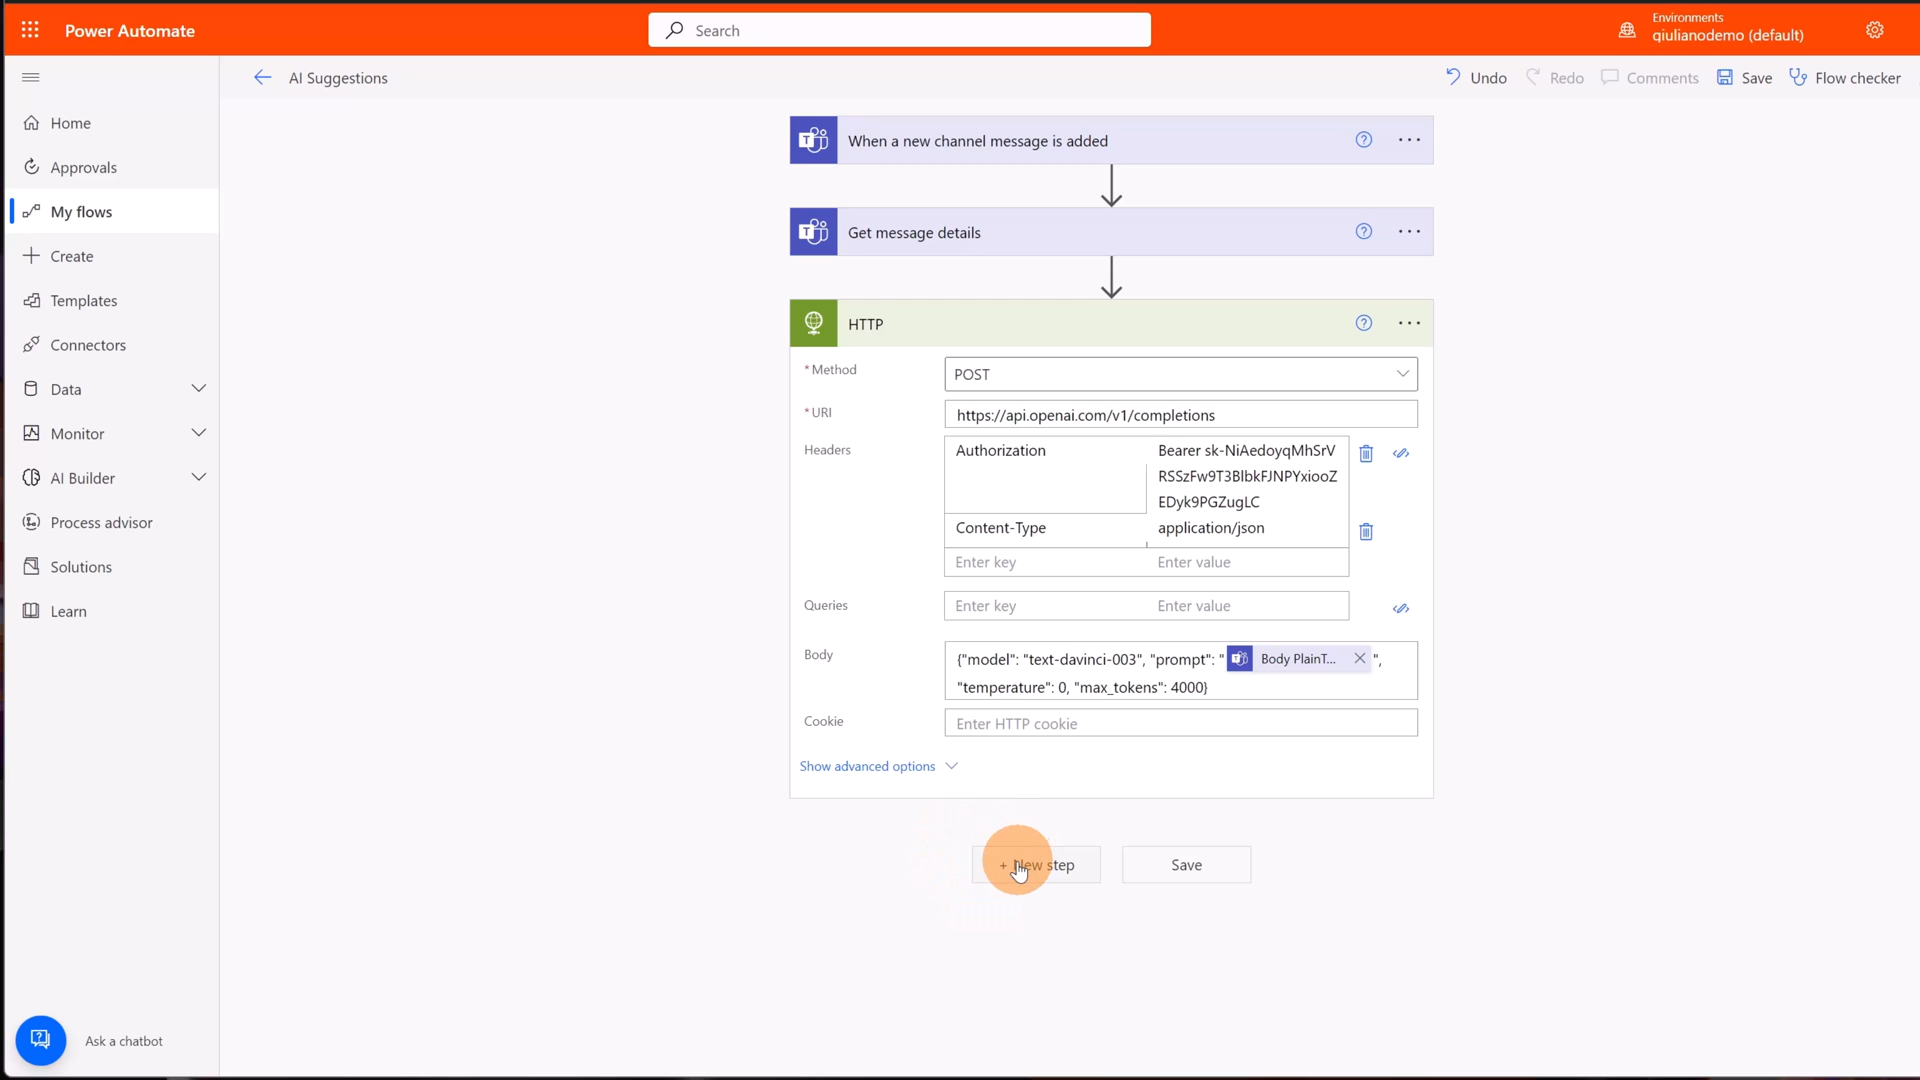 Power Automate
Search
Environments
giulianodemo (default)
AI Suggestions
Undo
Redo
Comments
Save
Flow checker
Home
Approvals
My flows
Create
Templates
Connectors
Data
Monitor
AI Builder
Process advisor
Solutions
Learn
Ask a chatbot
When a new channel message is added
Get message details
HTTP
* Method
POST
* URI
https://api.openai.com/v1/completions
Headers
Authorization
Bearer sk-NiAedoyqMhSrV
RSSzFw9T3BlbkFJNPYxiooZ
EDyk9PGZugLC
Content-Type
application/json
Enter key
Enter value
Queries
Enter key
Enter value
Body
{"model": "text-davinci-003", "prompt": " Body PlainT... ",
"temperature": 0, "max_tokens": 4000}
Cookie
Enter HTTP cookie
Show advanced options
+ New step
Save